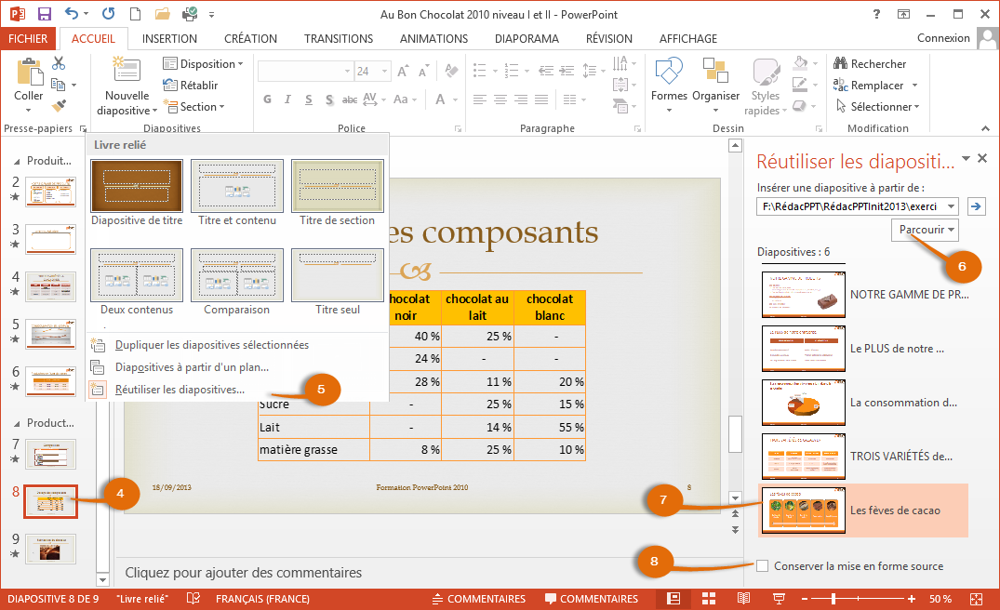 Au Bon Chocolat 2010 niveau I et II - PowerPoint
?
FICHIER
ACCUEIL
INSERTION
CRÉATION
TRANSITIONS
ANIMATIONS
DIAPORAMA
RÉVISION
AFFICHAGE
Connexion
Coller
Nouvelle
diapositive
Disposition
Rétablir
Section
24
G I S S abc AV Aa A
Formes
Organiser
Styles
rapides
Rechercher
Remplacer
Sélectionner
Presse-papiers
Diapositives
Police
Paragraphe
Dessin
Modification
Livre relié
Diapositive de titre
Titre et contenu
Titre de section
Deux contenus
Comparaison
Titre seul
Dupliquer les diapositives sélectionnées
Diapositives à partir d'un plan...
Réutiliser les diapositives...
5
Produit...
2
3
4
5
6
Product...
7
8
4
9
es composants
hocolat
noir
chocolat au
lait
chocolat
blanc
40 % 25 % -
24 % - -
28 % 11 % 20 %
Sucre - 25 % 15 %
Lait - 14 % 55 %
matière grasse 8 % 25 % 10 %
18/09/2013
Formation PowerPoint 2010
8
Cliquez pour ajouter des commentaires
Réutiliser les diapositi...
Insérer une diapositive à partir de :
F:\RédacPPT\RédacPPTInit2013\exerci
Parcourir
6
Diapositives : 6
NOTRE GAMME DE PR...
Le PLUS de notre ...
La consommation d...
TROIS VARIÉTÉS de...
7
Les fèves de cacao
8
Conserver la mise en forme source
DIAPOSITIVE 8 DE 9
"Livre relié"
FRANÇAIS (FRANCE)
COMMENTAIRES
COMMENTAIRES
50 %